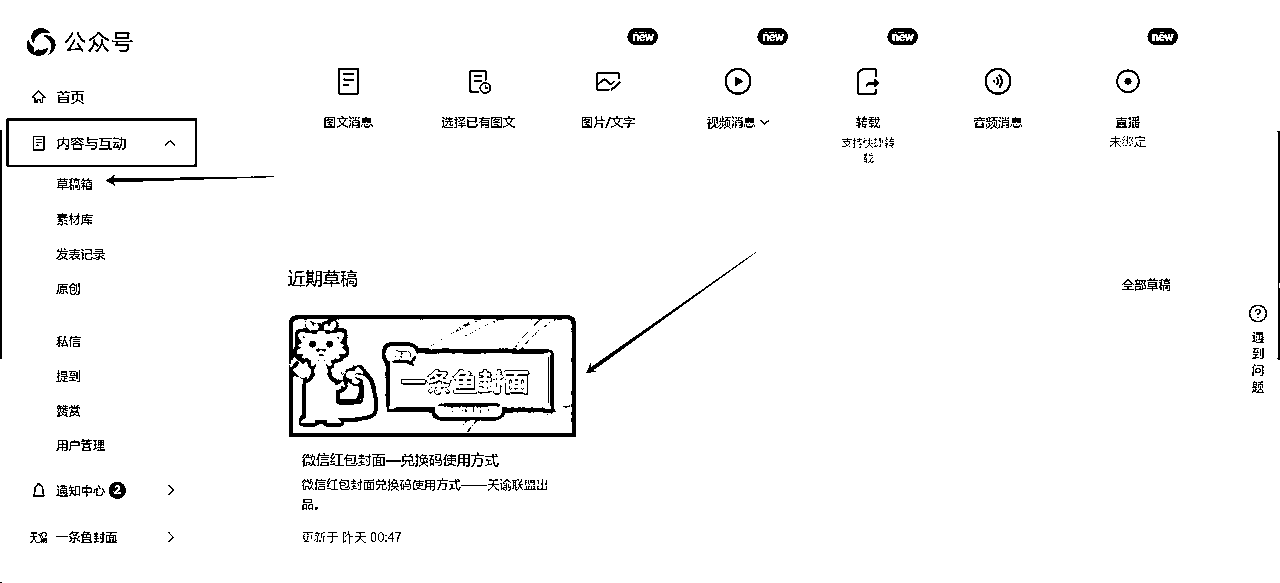 公众号
首页
内容与互动
草稿箱
素材库
发表记录
原创
私信
提到
赞赏
用户管理
通知中心 2
一条鱼封面
new
new
new
new
图文消息
选择已有图文
图片/文字
视频消息
转载
支持快捷转
载
音频消息
直播
未绑定
近期草稿
全部草稿
一条鱼封面
微信红包封面—兑换码使用方式
微信红包封面兑换码使用方式——天谕联盟出
品。
更新于 昨天 00:47
遇
到
问
题